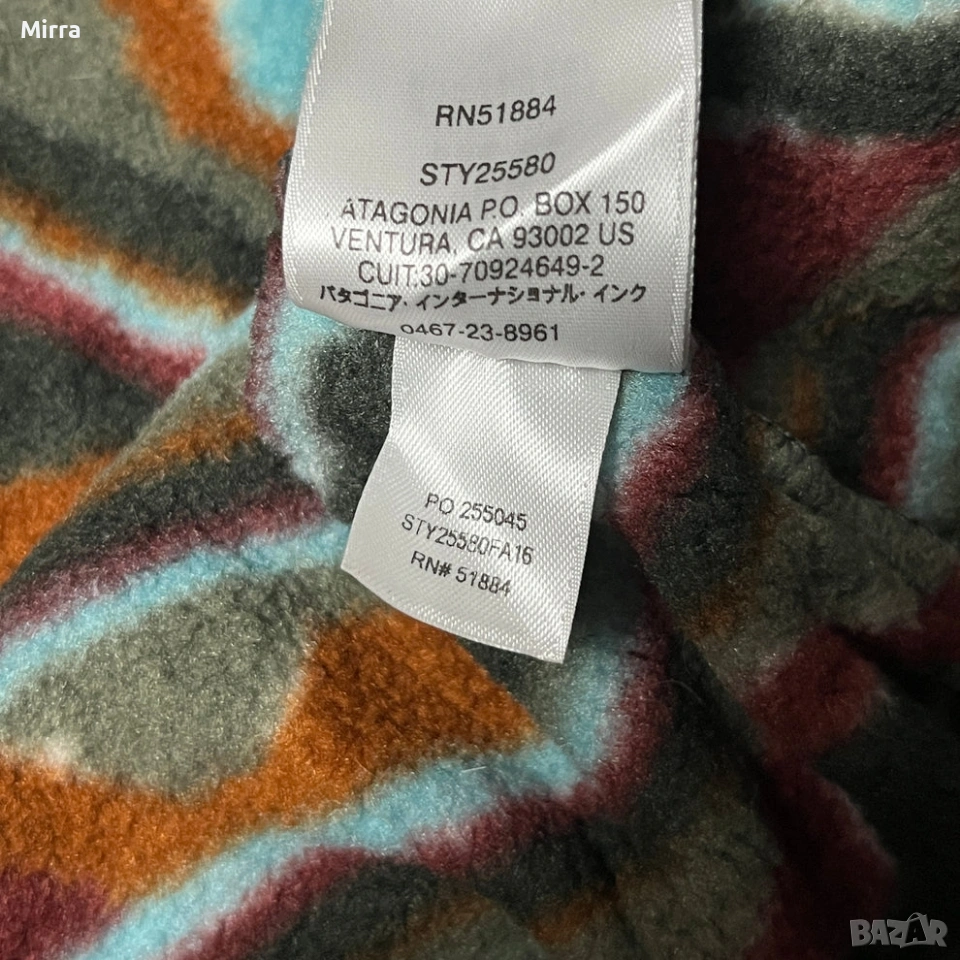 Mirra
RN51884
STY25580
ATAGONIA P.O. BOX 150
VENTURA, CA 93002 US
CUIT:30-70924649-2
パタゴニア・インターナショナル・インク
0467-23-8961
PO 255045
STY25580FA16
RN# 51884
BAZAR